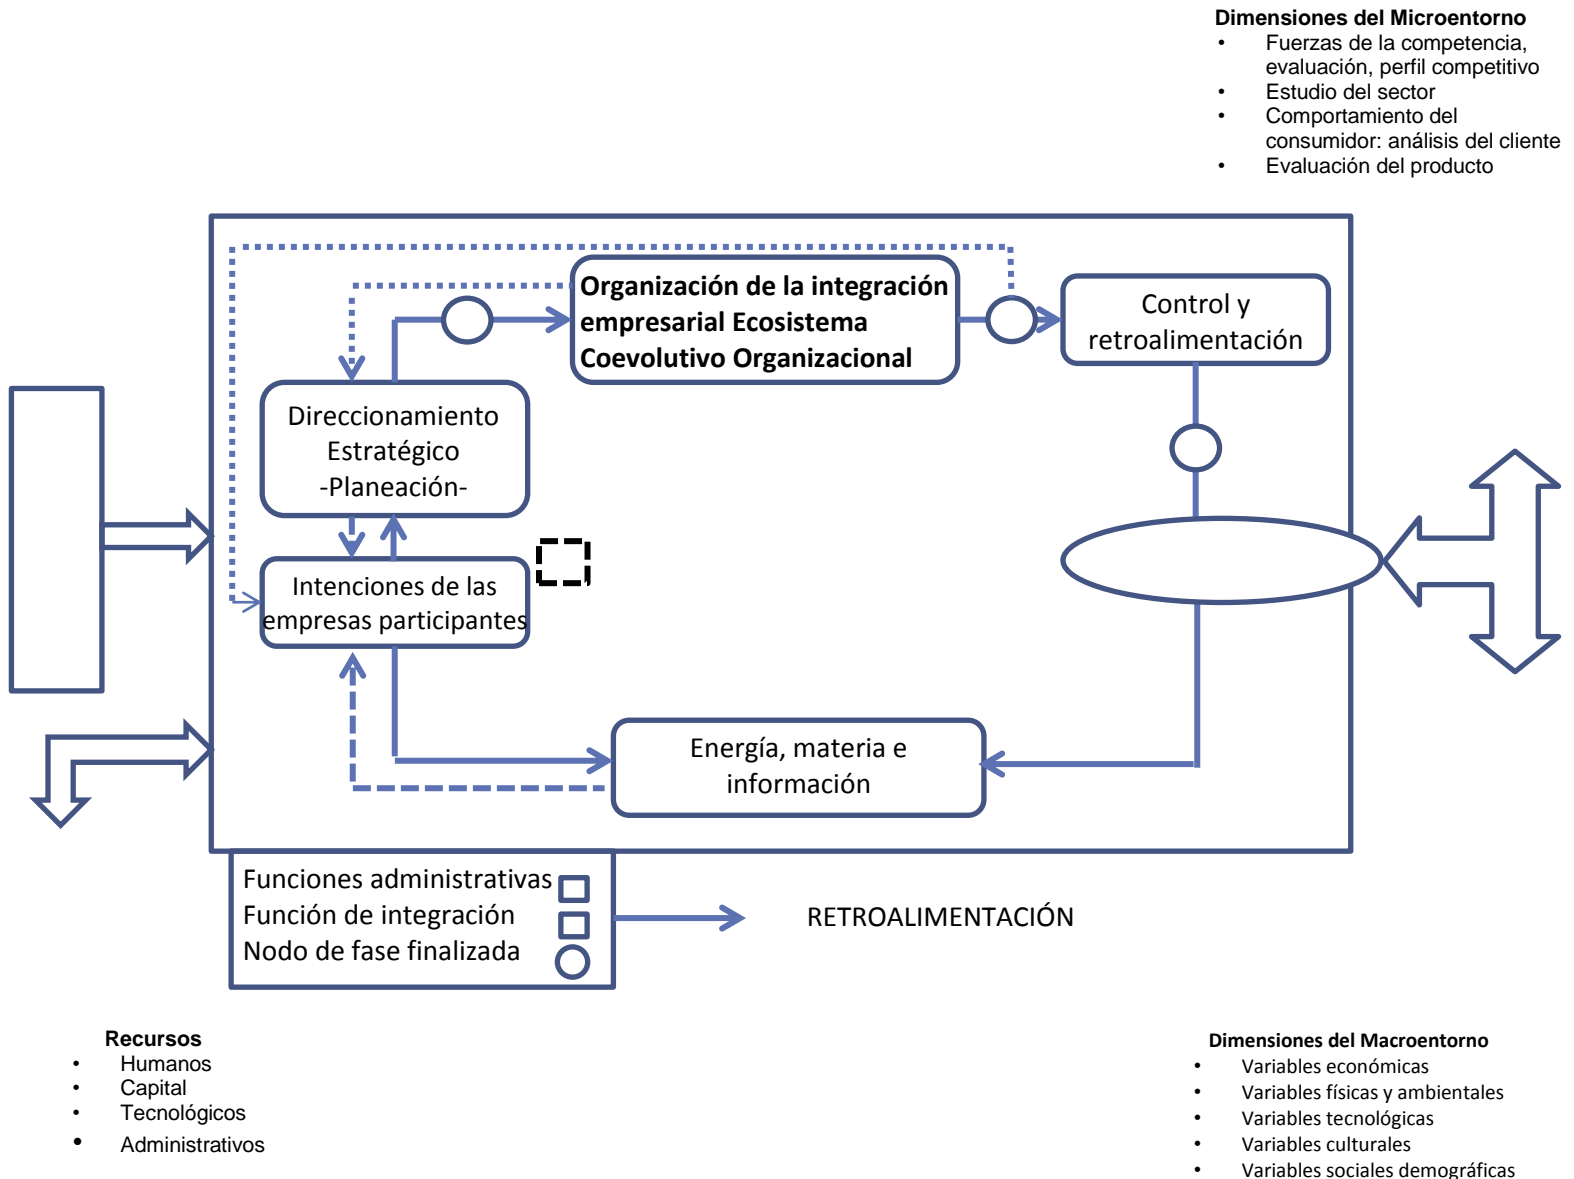 Dimensiones del Microentorno
• Fuerzas de la competencia,
evaluación, perfil competitivo
• Estudio del sector
• Comportamiento del
consumidor: análisis del cliente
• Evaluación del producto
Organización de la integración
empresarial Ecosistema
Coevolutivo Organizacional
Control y
retroalimentación
Direccionamiento
Estratégico
-Planeación-
Intenciones de las
empresas participantes
Energía, materia e
información
Funciones administrativas
Función de integración
Nodo de fase finalizada
RETROALIMENTACIÓN
Recursos
• Humanos
• Capital
• Tecnológicos
• Administrativos
Dimensiones del Macroentorno
• Variables económicas
• Variables físicas y ambientales
• Variables tecnológicas
• Variables culturales
• Variables sociales demográficas